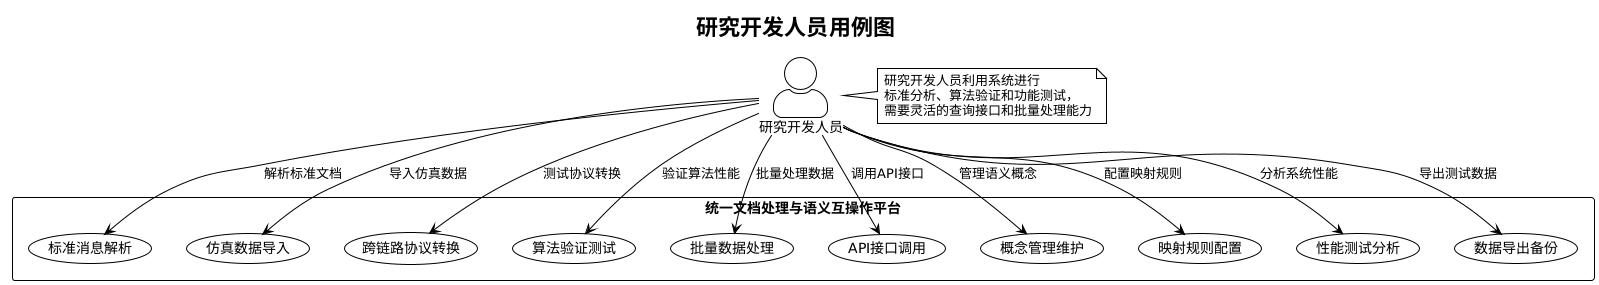 研究开发人员用例图
研究开发人员利用系统进行
标准分析、算法验证和功能测试，
需要灵活的查询接口和批量处理能力
研究开发人员
解析标准文档
导入仿真数据
测试协议转换
验证算法性能
批量处理数据
调用API接口
管理语义概念
配置映射规则
分析系统性能
导出测试数据
统一文档处理与语义互操作平台
标准消息解析
仿真数据导入
跨链路协议转换
算法验证测试
批量数据处理
API接口调用
概念管理维护
映射规则配置
性能测试分析
数据导出备份